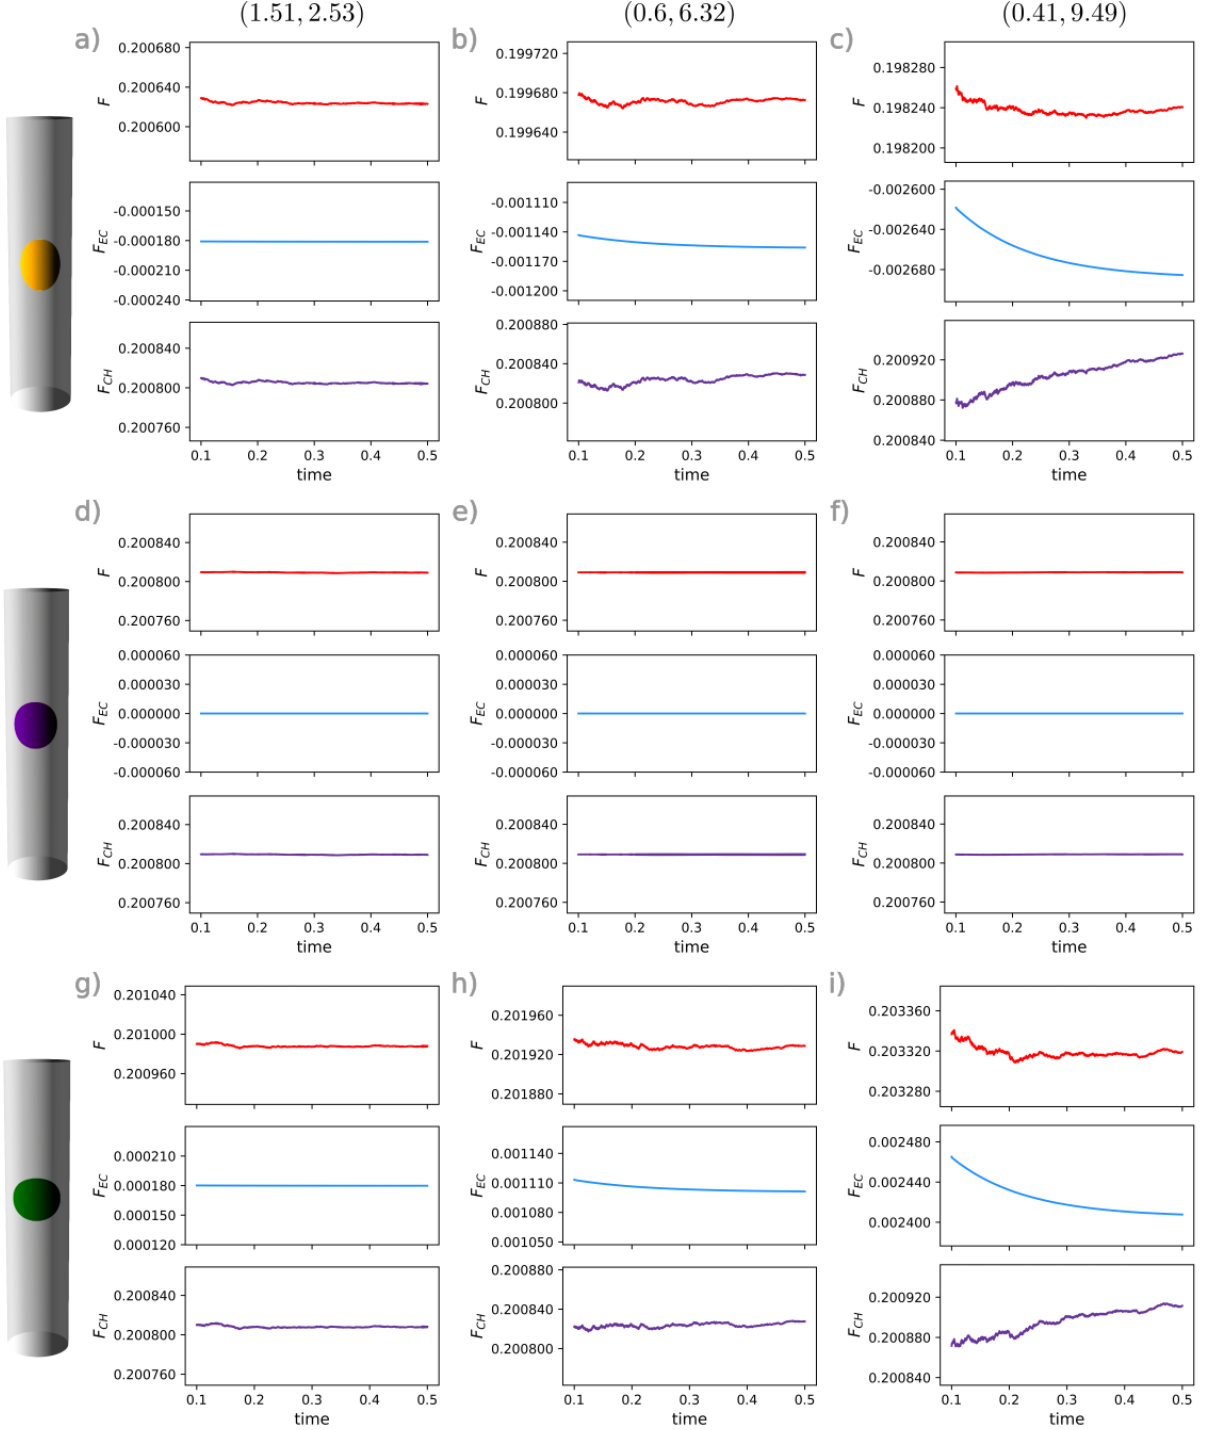 (1.51, 2.53) (0.6, 6.32) (0.41, 9.49)
a) b) c)
0.200680
0.200640
0.200600
F
0.199720
0.199680
0.199640
F
0.198280
0.198240
0.198200
F
-0.000150
-0.000180
-0.000210
-0.000241
F_EC
-0.001110
-0.001140
-0.001170
-0.001200
F_EC
-0.002600
-0.002640
-0.002680
F_EC
0.200840
0.200800
0.200760
F_CH
0.200880
0.200840
0.200800
F_CH
0.200920
0.200880
0.200840
F_CH
0.1 0.2 0.3 0.4 0.5
time
0.1 0.2 0.3 0.4 0.5
time
0.1 0.2 0.3 0.4 0.5
time
d) e) f)
0.200840
0.200800
0.200760
F
0.200840
0.200800
0.200760
F
0.200840
0.200800
0.200760
F
0.000060
0.000030
0.000000
-0.000030
-0.000060
F_EC
0.000060
0.000030
0.000000
-0.000030
-0.000060
F_EC
0.000060
0.000030
0.000000
-0.000030
-0.000060
F_EC
0.200840
0.200800
0.200760
F_CH
0.200840
0.200800
0.200760
F_CH
0.200840
0.200800
0.200760
F_CH
0.1 0.2 0.3 0.4 0.5
time
0.1 0.2 0.3 0.4 0.5
time
0.1 0.2 0.3 0.4 0.5
time
g) h) i)
0.201040
0.201000
0.200960
F
0.201960
0.201920
0.201880
F
0.203360
0.203320
0.203280
F
0.000210
0.000180
0.000150
0.000120
F_EC
0.001140
0.001110
0.001080
0.001050
F_EC
0.002480
0.002440
0.002400
F_EC
0.200840
0.200800
0.200760
F_CH
0.200880
0.200840
0.200800
F_CH
0.200920
0.200880
0.200840
F_CH
0.1 0.2 0.3 0.4 0.5
time
0.1 0.2 0.3 0.4 0.5
time
0.1 0.2 0.3 0.4 0.5
time